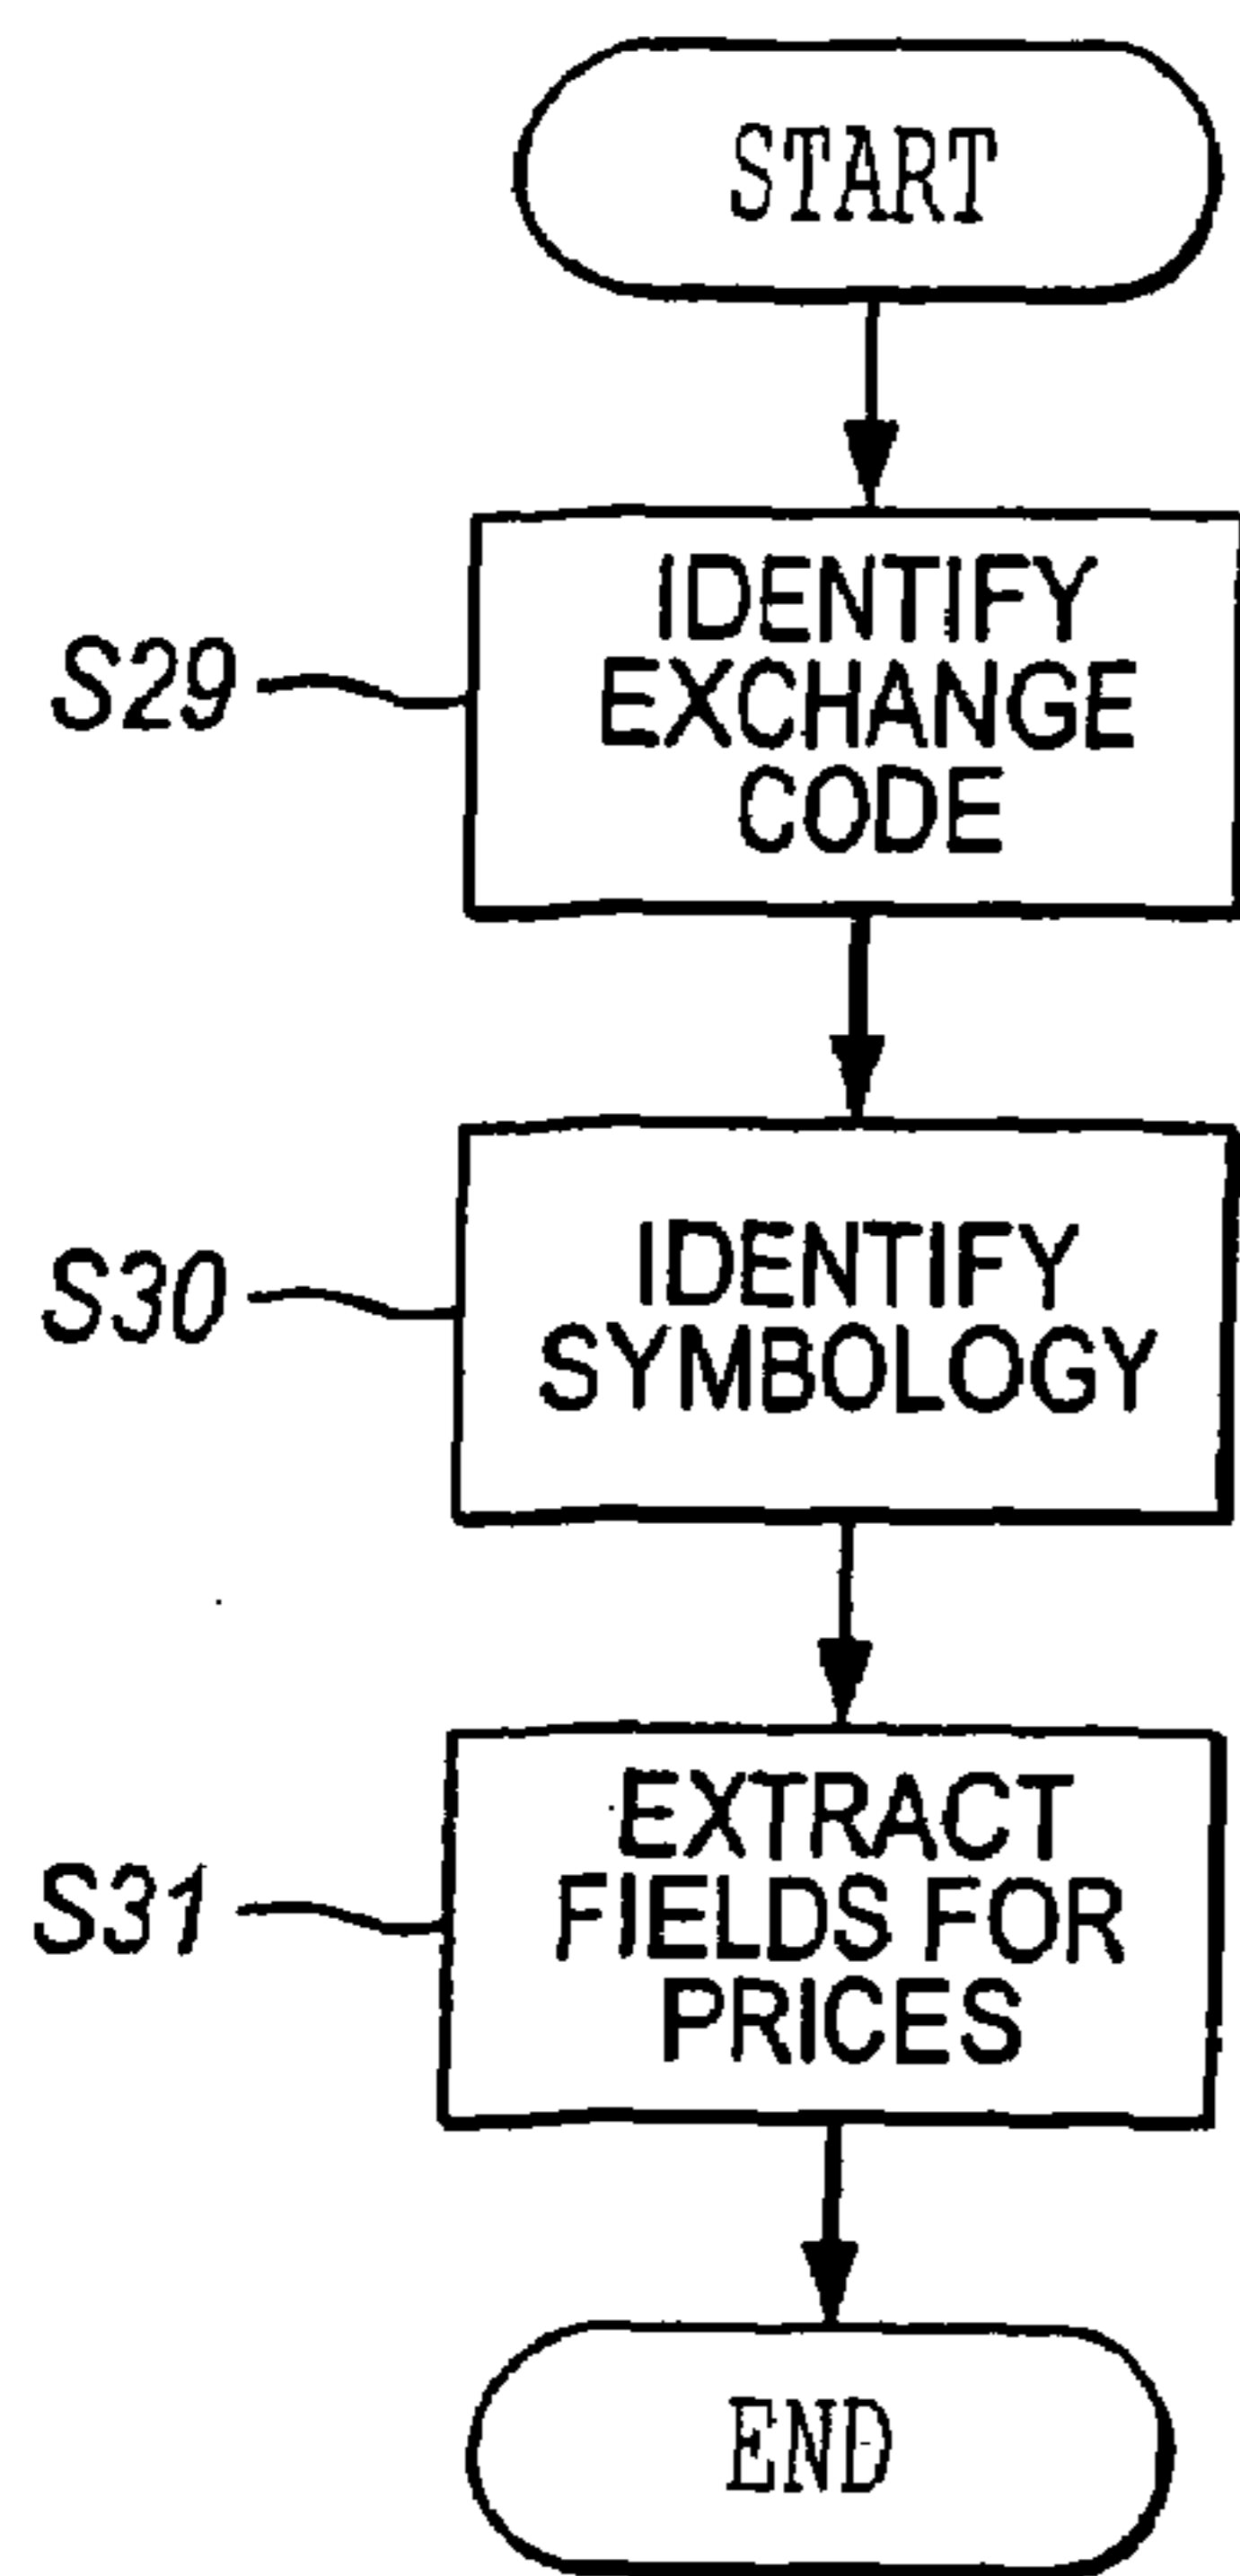 START
S29
IDENTIFY
EXCHANGE
CODE
S30
IDENTIFY
SYMBOLOGY
S31
EXTRACT
FIELDS FOR
PRICES
END